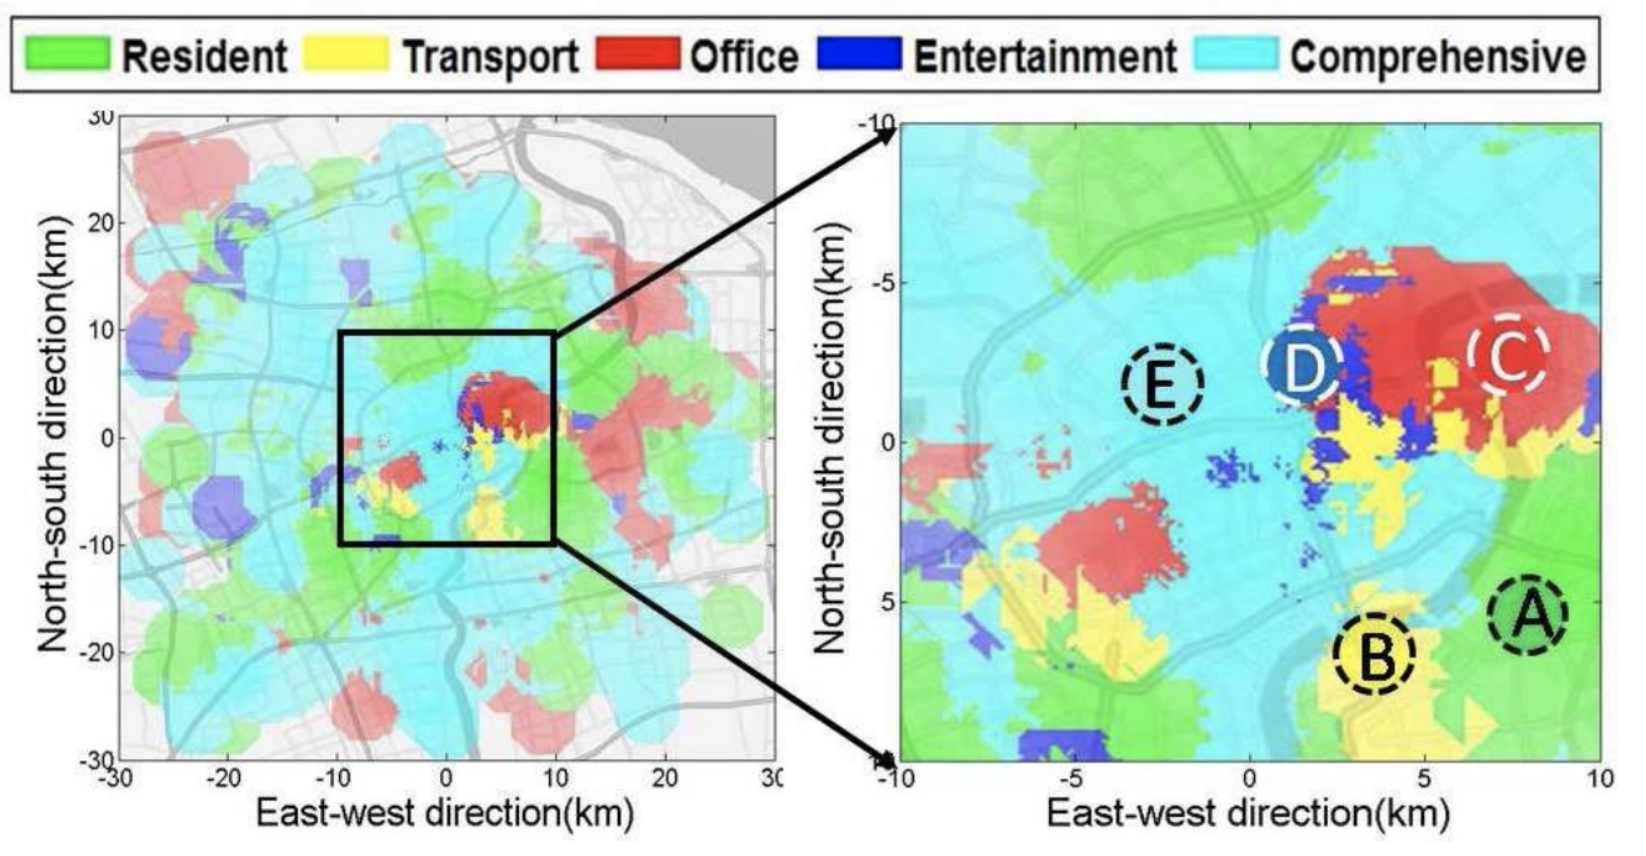 Resident Transport Office Entertainment Comprehensive
30
20
10
0
-10
-20
-30
-30 -20 -10 0 10 20 30
North-south direction(km)
East-west direction(km)
-10
-5
0
5
-10 -5 0 5 10
North-south direction(km)
East-west direction(km)
E
D
C
A
B